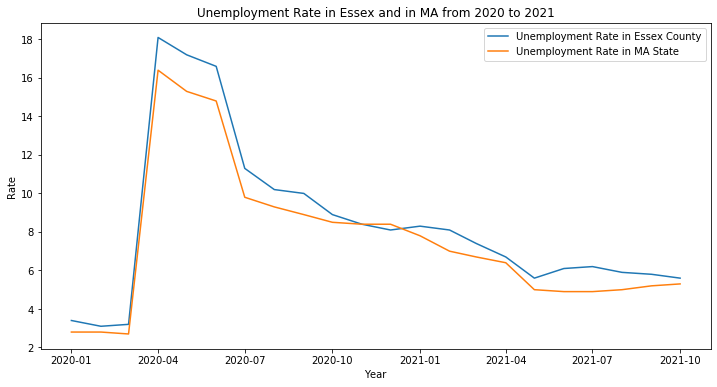 Unemployment Rate in Essex and in MA from 2020 to 2021
Unemployment Rate in Essex County
Unemployment Rate in MA State
18
16
14
12
10
8
6
4
2
Rate
2020-01 2020-04 2020-07 2020-10 2021-01 2021-04 2021-07 2021-10
Year